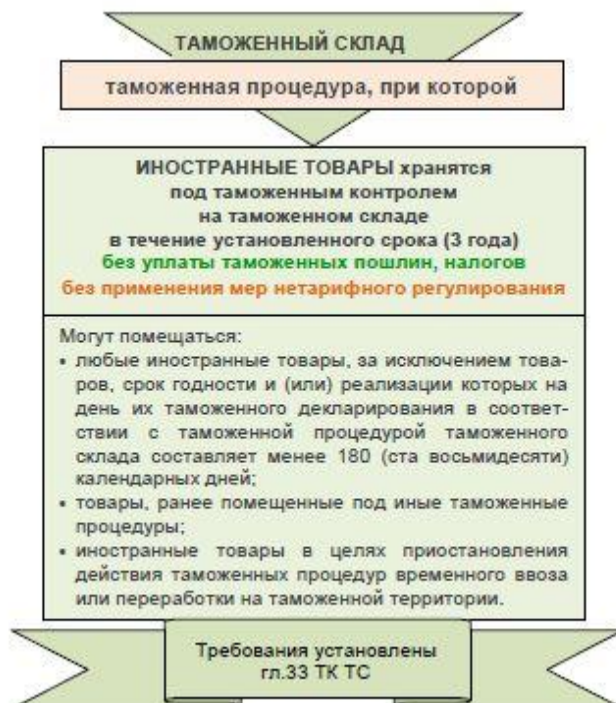 ТАМОЖЕННЫЙ СКЛАД
таможенная процедура, при которой
ИНОСТРАННЫЕ ТОВАРЫ хранятся
под таможенным контролем
на таможенном складе
в течение установленного срока (3 года)
без уплаты таможенных пошлин, налогов
без применения мер нетарифного регулирования
Могут помещаться:
• любые иностранные товары, за исключением това-
ров, срок годности и (или) реализации которых на
день их таможенного декларирования в соответ-
ствии с таможенной процедурой таможенного
склада составляет менее 180 (ста восьмидесяти)
календарных дней;
• товары, ранее помещенные под иные таможенные
процедуры;
• иностранные товары в целях приостановления
действия таможенных процедур временного ввоза
или переработки на таможенной территории.
Требования установлены
гл.33 ТК ТС